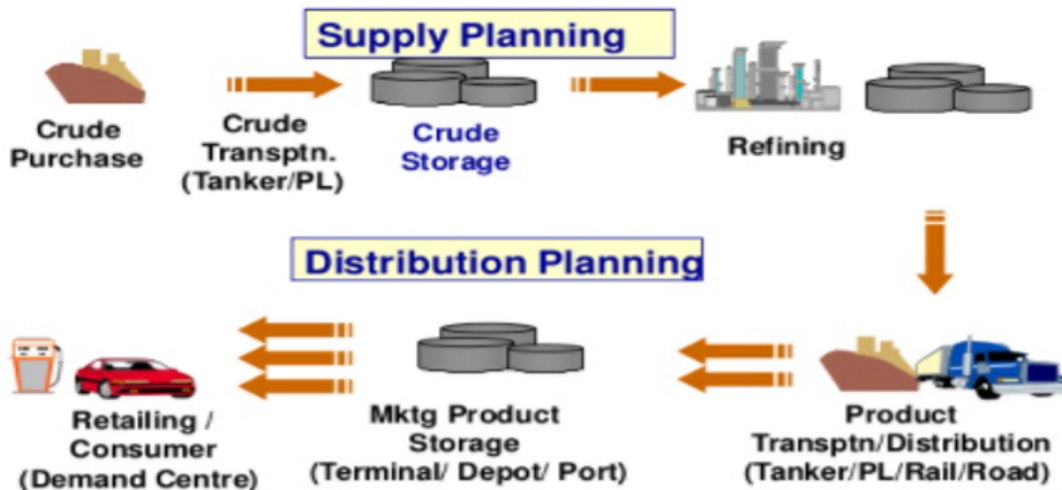 Supply Planning
Crude
Purchase
Crude
Transptn.
(Tanker/PL)
Crude
Storage
Refining
Distribution Planning
Retailing /
Consumer
(Demand Centre)
Mktg Product
Storage
(Terminal/ Depot/ Port)
Product
Transptn/Distribution
(Tanker/PL/Rail/Road)